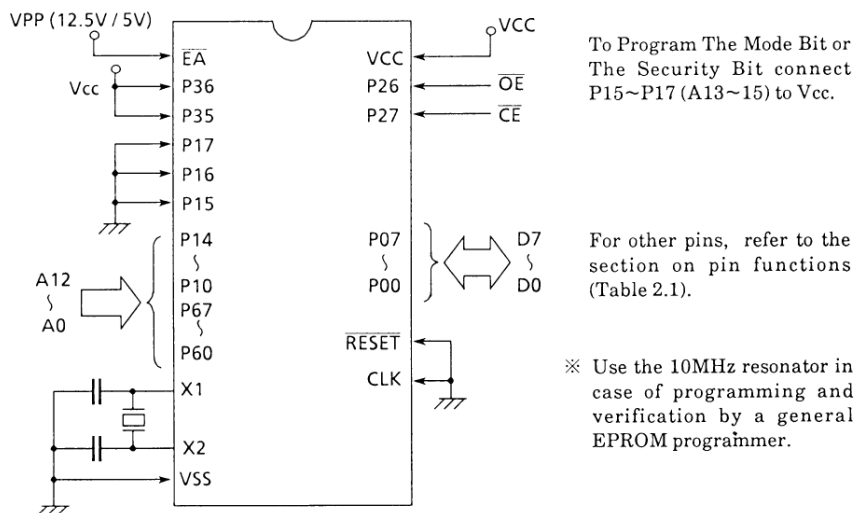 VPP (12.5V / 5V)
Vcc
EA
P36
P35
P17
P16
P15
P14
~
P10
P67
~
P60
A12
~
A0
X1
X2
VSS
VCC
VCC
P26
OE
P27
CE
P07
~
P00
D7
~
D0
RESET
CLK
To Program The Mode Bit or
The Security Bit connect
P15~P17 (A13~15) to Vcc.
For other pins, refer to the
section on pin functions
(Table 2.1).
※ Use the 10MHz resonator in
case of programming and
verification by a general
EPROM programmer.